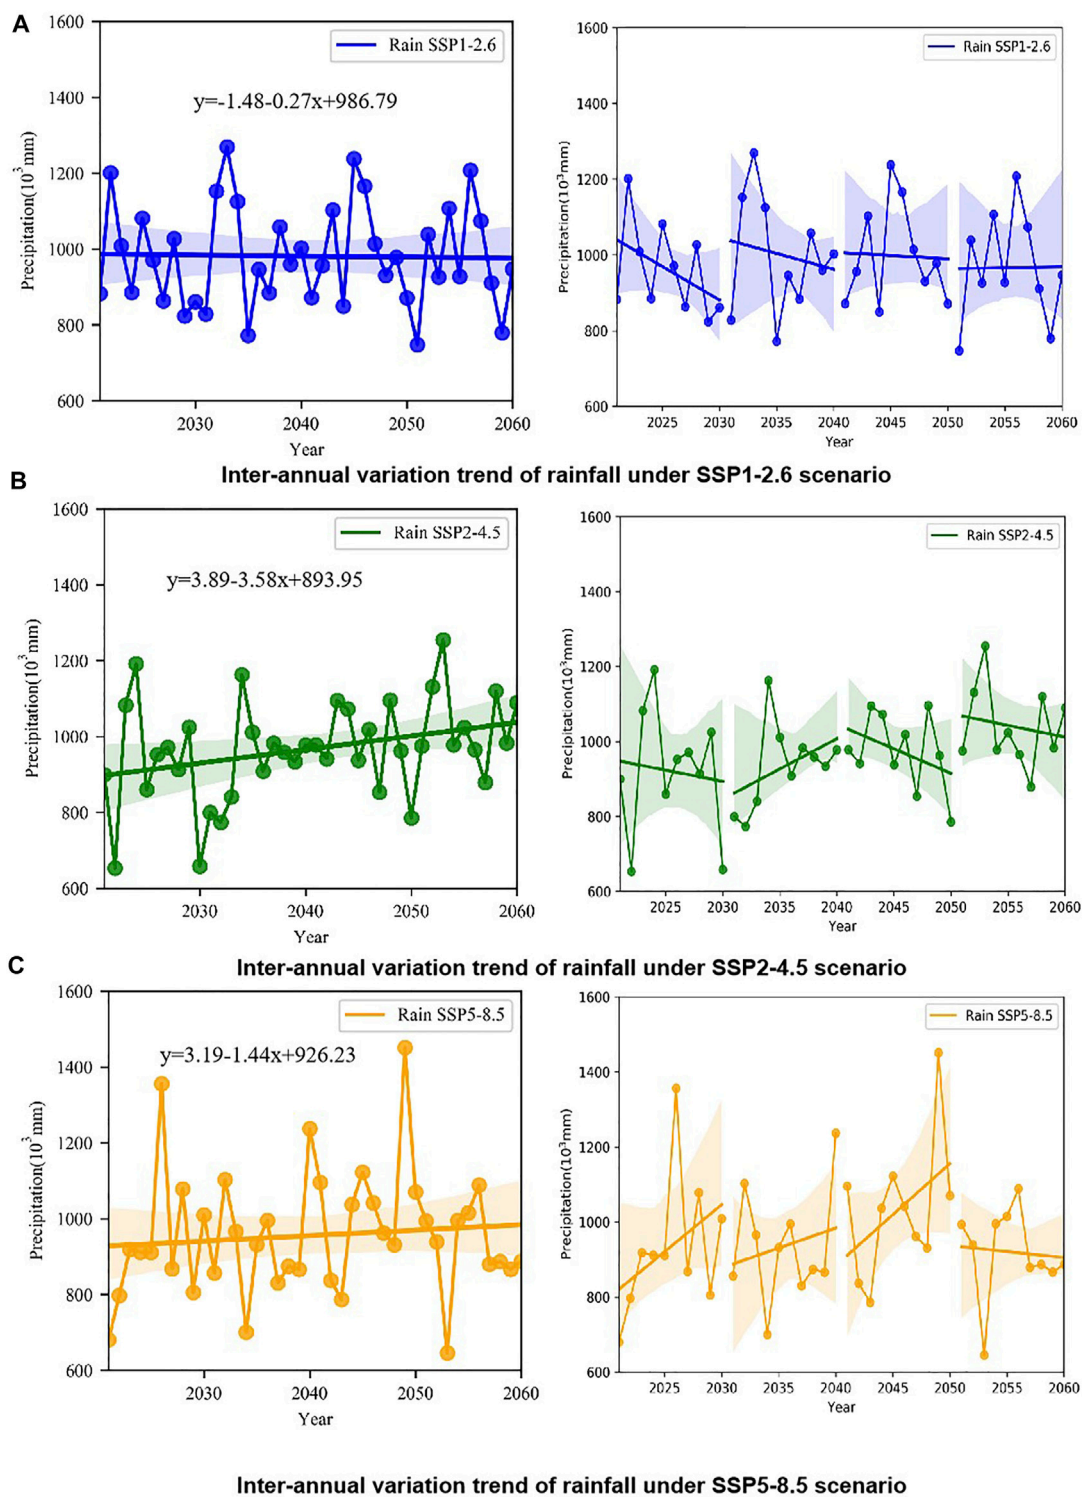 A
Rain SSP1-2.6
y=-1.48-0.27x+986.79
Precipitation(10³mm)
1600
1400
1200
1000
800
600
2030 2040 2050 2060
Year
Rain SSP1-2.6
Precipitation(10³mm)
1600
1400
1200
1000
800
600
2025 2030 2035 2040 2045 2050 2055 2060
Year
Inter-annual variation trend of rainfall under SSP1-2.6 scenario
B
Rain SSP2-4.5
y=3.89-3.58x+893.95
Precipitation(10³mm)
1600
1400
1200
1000
800
600
2030 2040 2050 2060
Year
Rain SSP2-4.5
Precipitation(10³mm)
1600
1400
1200
1000
800
600
2025 2030 2035 2040 2045 2050 2055 2060
Year
Inter-annual variation trend of rainfall under SSP2-4.5 scenario
C
Rain SSP5-8.5
y=3.19-1.44x+926.23
Precipitation(10³mm)
1600
1400
1200
1000
800
600
2030 2040 2050 2060
Year
Rain SSP5-8.5
Precipitation(10³mm)
1600
1400
1200
1000
800
600
2025 2030 2035 2040 2045 2050 2055 2060
Year
Inter-annual variation trend of rainfall under SSP5-8.5 scenario